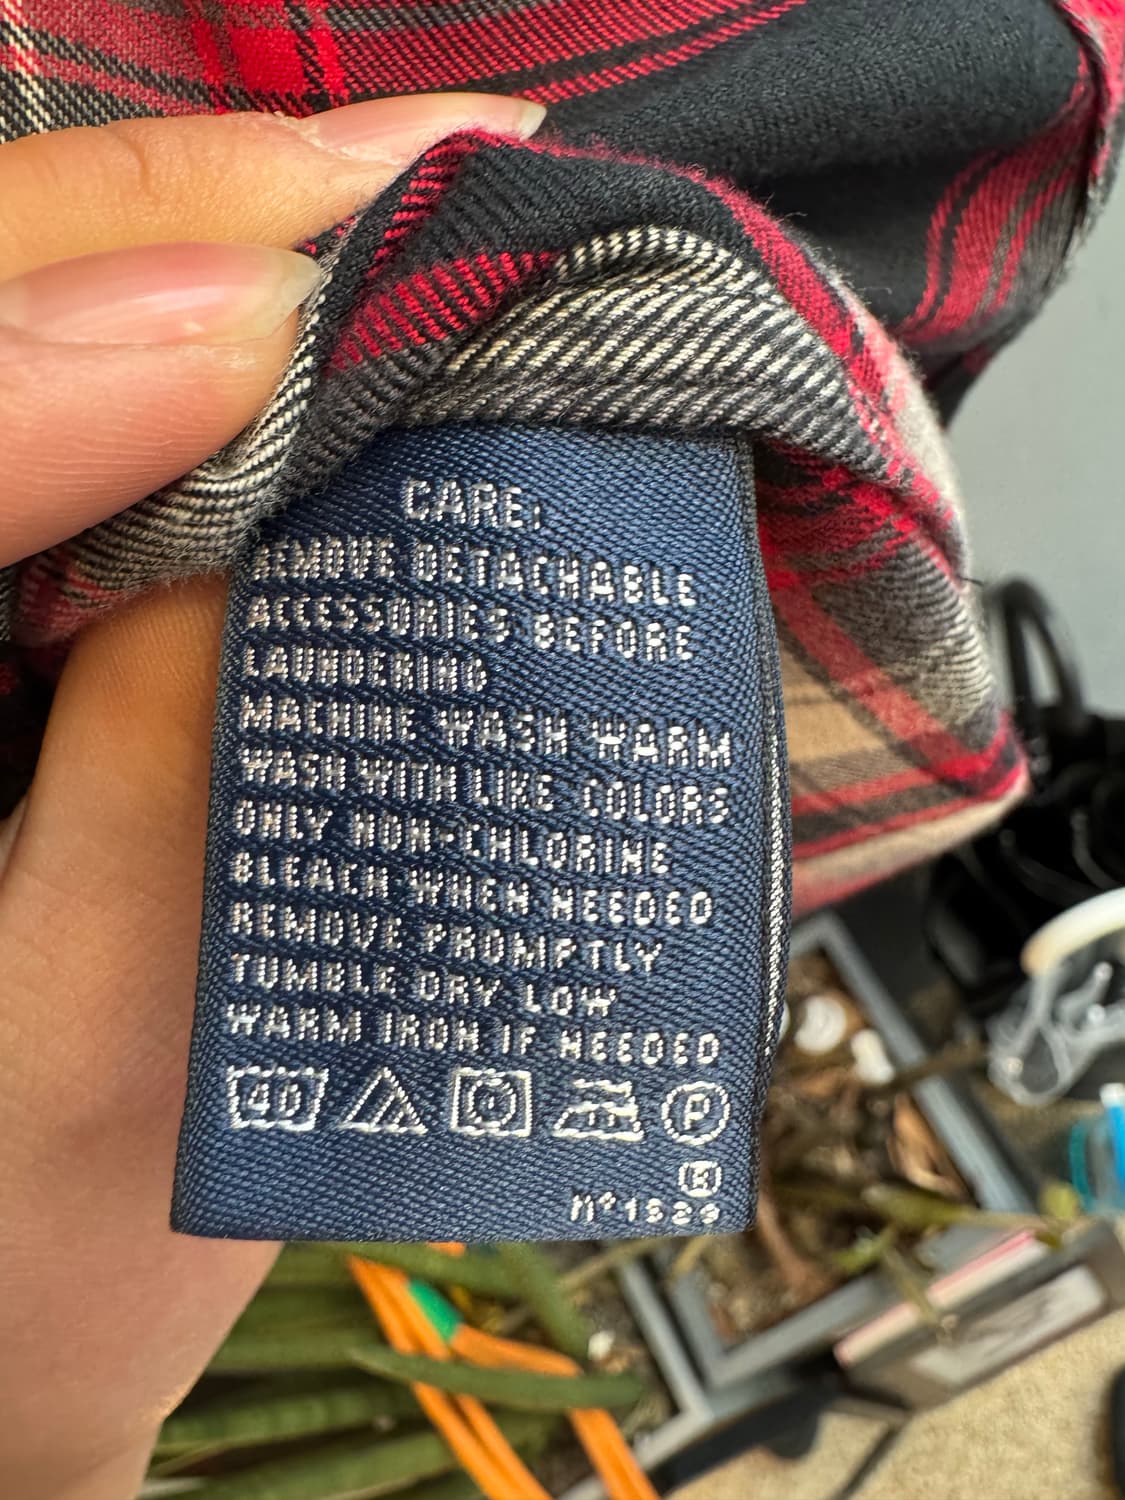 CARE:
REMOVE DETACHABLE
ACCESSORIES BEFORE
LAUNDERING
MACHINE WASH WARM
WASH WITH LIKE COLORS
ONLY NON-CHLORINE
BLEACH WHEN NEEDED
REMOVE PROMPTLY
TUMBLE DRY LOW
WARM IRON IF NEEDED
40 P